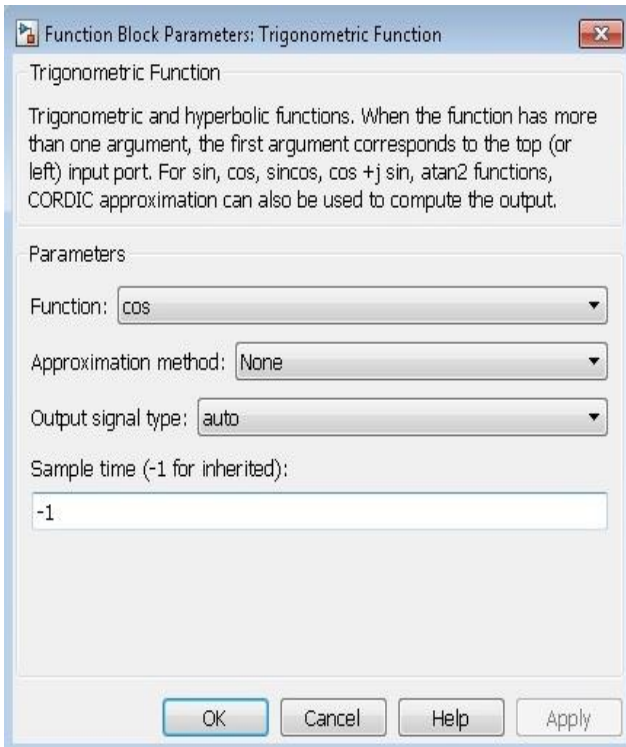 Function Block Parameters: Trigonometric Function
Trigonometric Function
Trigonometric and hyperbolic functions. When the function has more
than one argument, the first argument corresponds to the top (or
left) input port. For sin, cos, sincos, cos +j sin, atan2 functions,
CORDIC approximation can also be used to compute the output.
Parameters
Function: cos
Approximation method: None
Output signal type: auto
Sample time (-1 for inherited):
-1
OK Cancel Help Apply